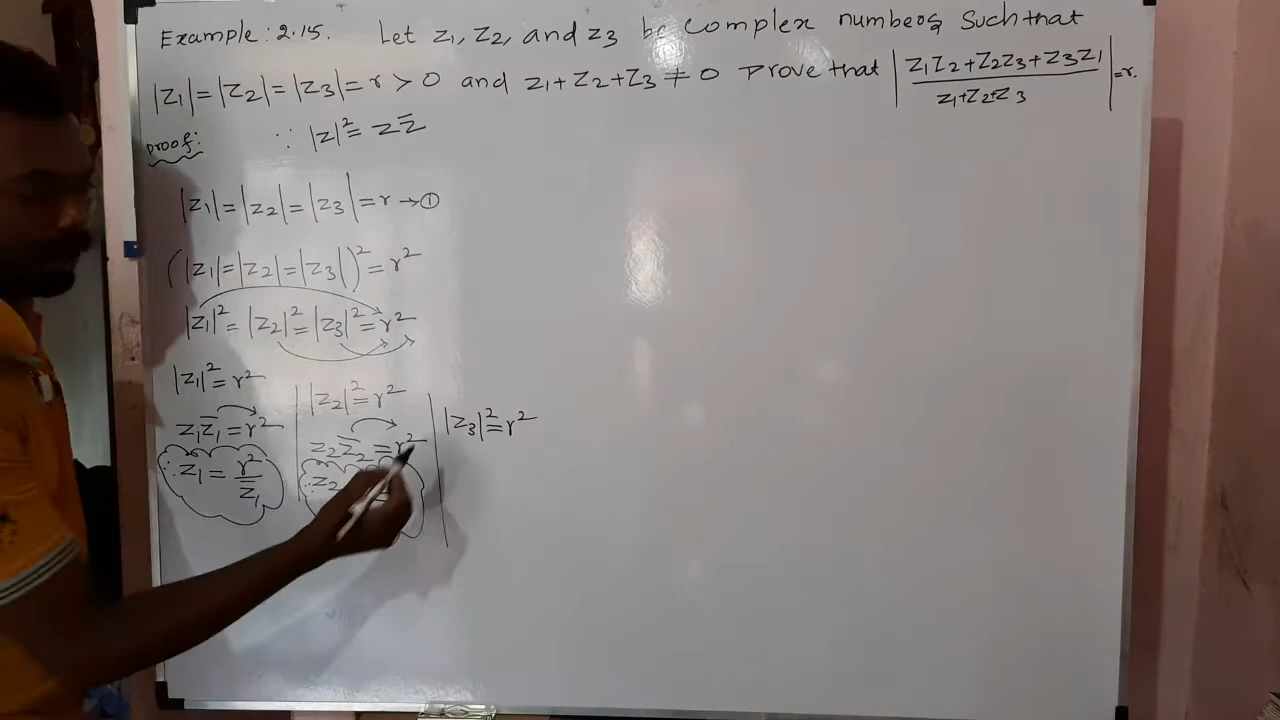 Example: 2.15. Let z₁, z₂, and z₃ be complex numbers such that
|z₁|=|z₂|=|z₃|= r > 0 and z₁+z₂+z₃ ≠ 0 prove that |(z₁z₂+z₂z₃+z₃z₁)/(z₁+z₂+z₃)| = r.
proof: ∵ |z|² = zz̄
|z₁|=|z₂|=|z₃|=r →①
(|z₁|=|z₂|=|z₃|)² = r²
|z₁|² = |z₂|² = |z₃|² = r²
|z₁|² = r²
z₁z̄₁ = r²
∴ z₁ = r²/z̄₁
|z₂|² = r²
z₂z̄₂ = r²
∴ z₂ =
|z₃|² = r²